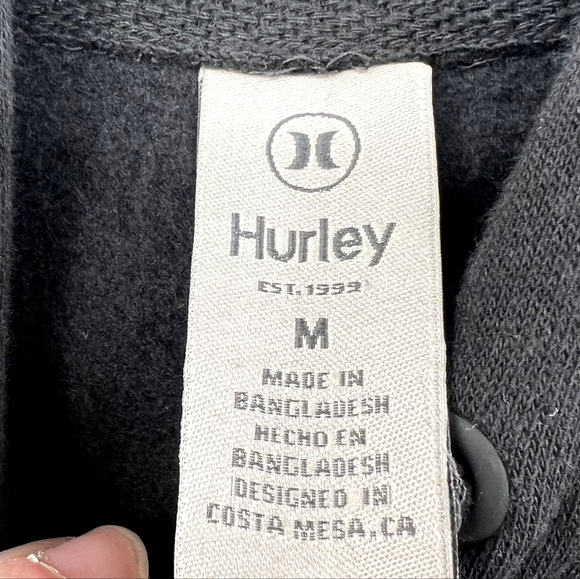 Hurley
EST. 1999
M
MADE IN
BANGLADESH
HECHO EN
BANGLADESH
DESIGNED IN
COSTA MESA, CA